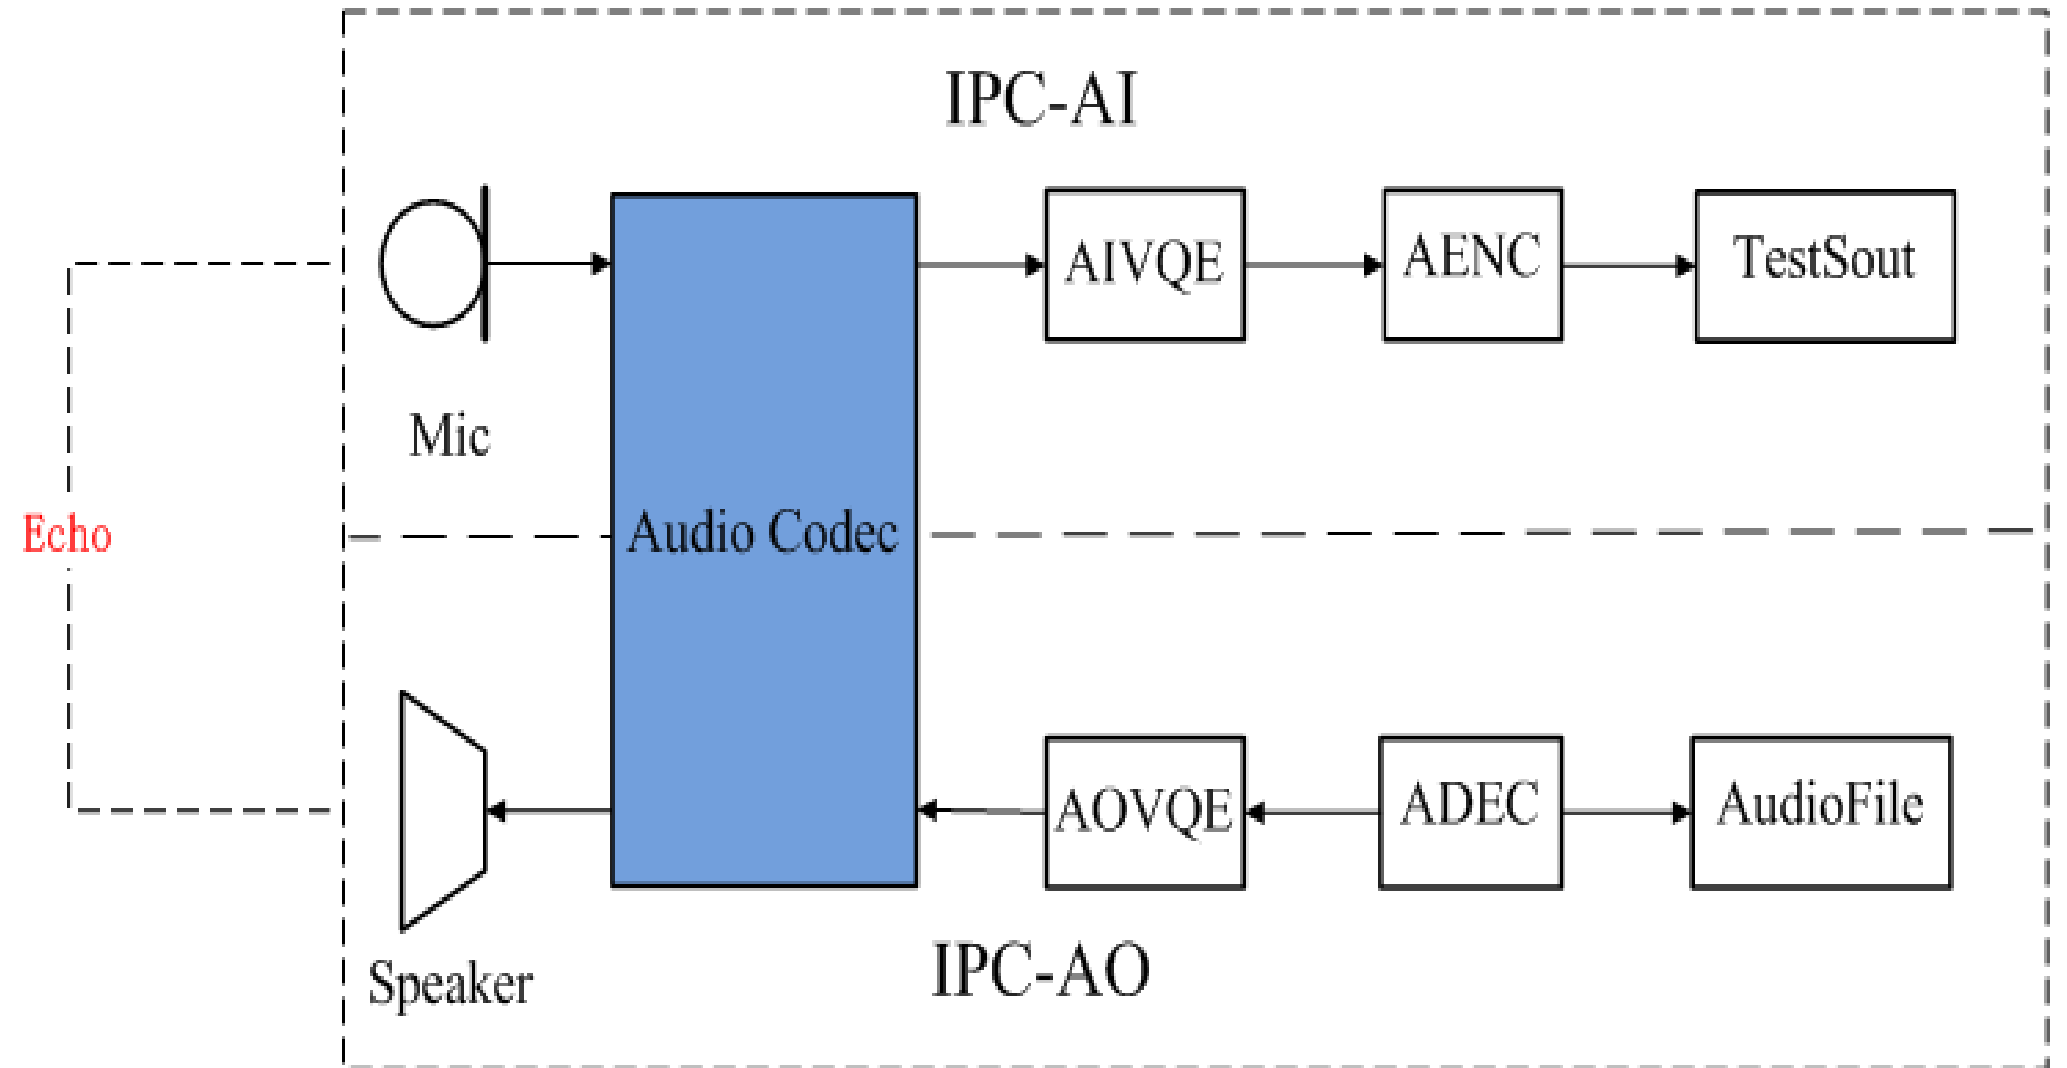 IPC-AI
AIVQE
AENC
TestSout
Mic
Echo
Audio Codec
AOVQE
ADEC
AudioFile
Speaker
IPC-AO